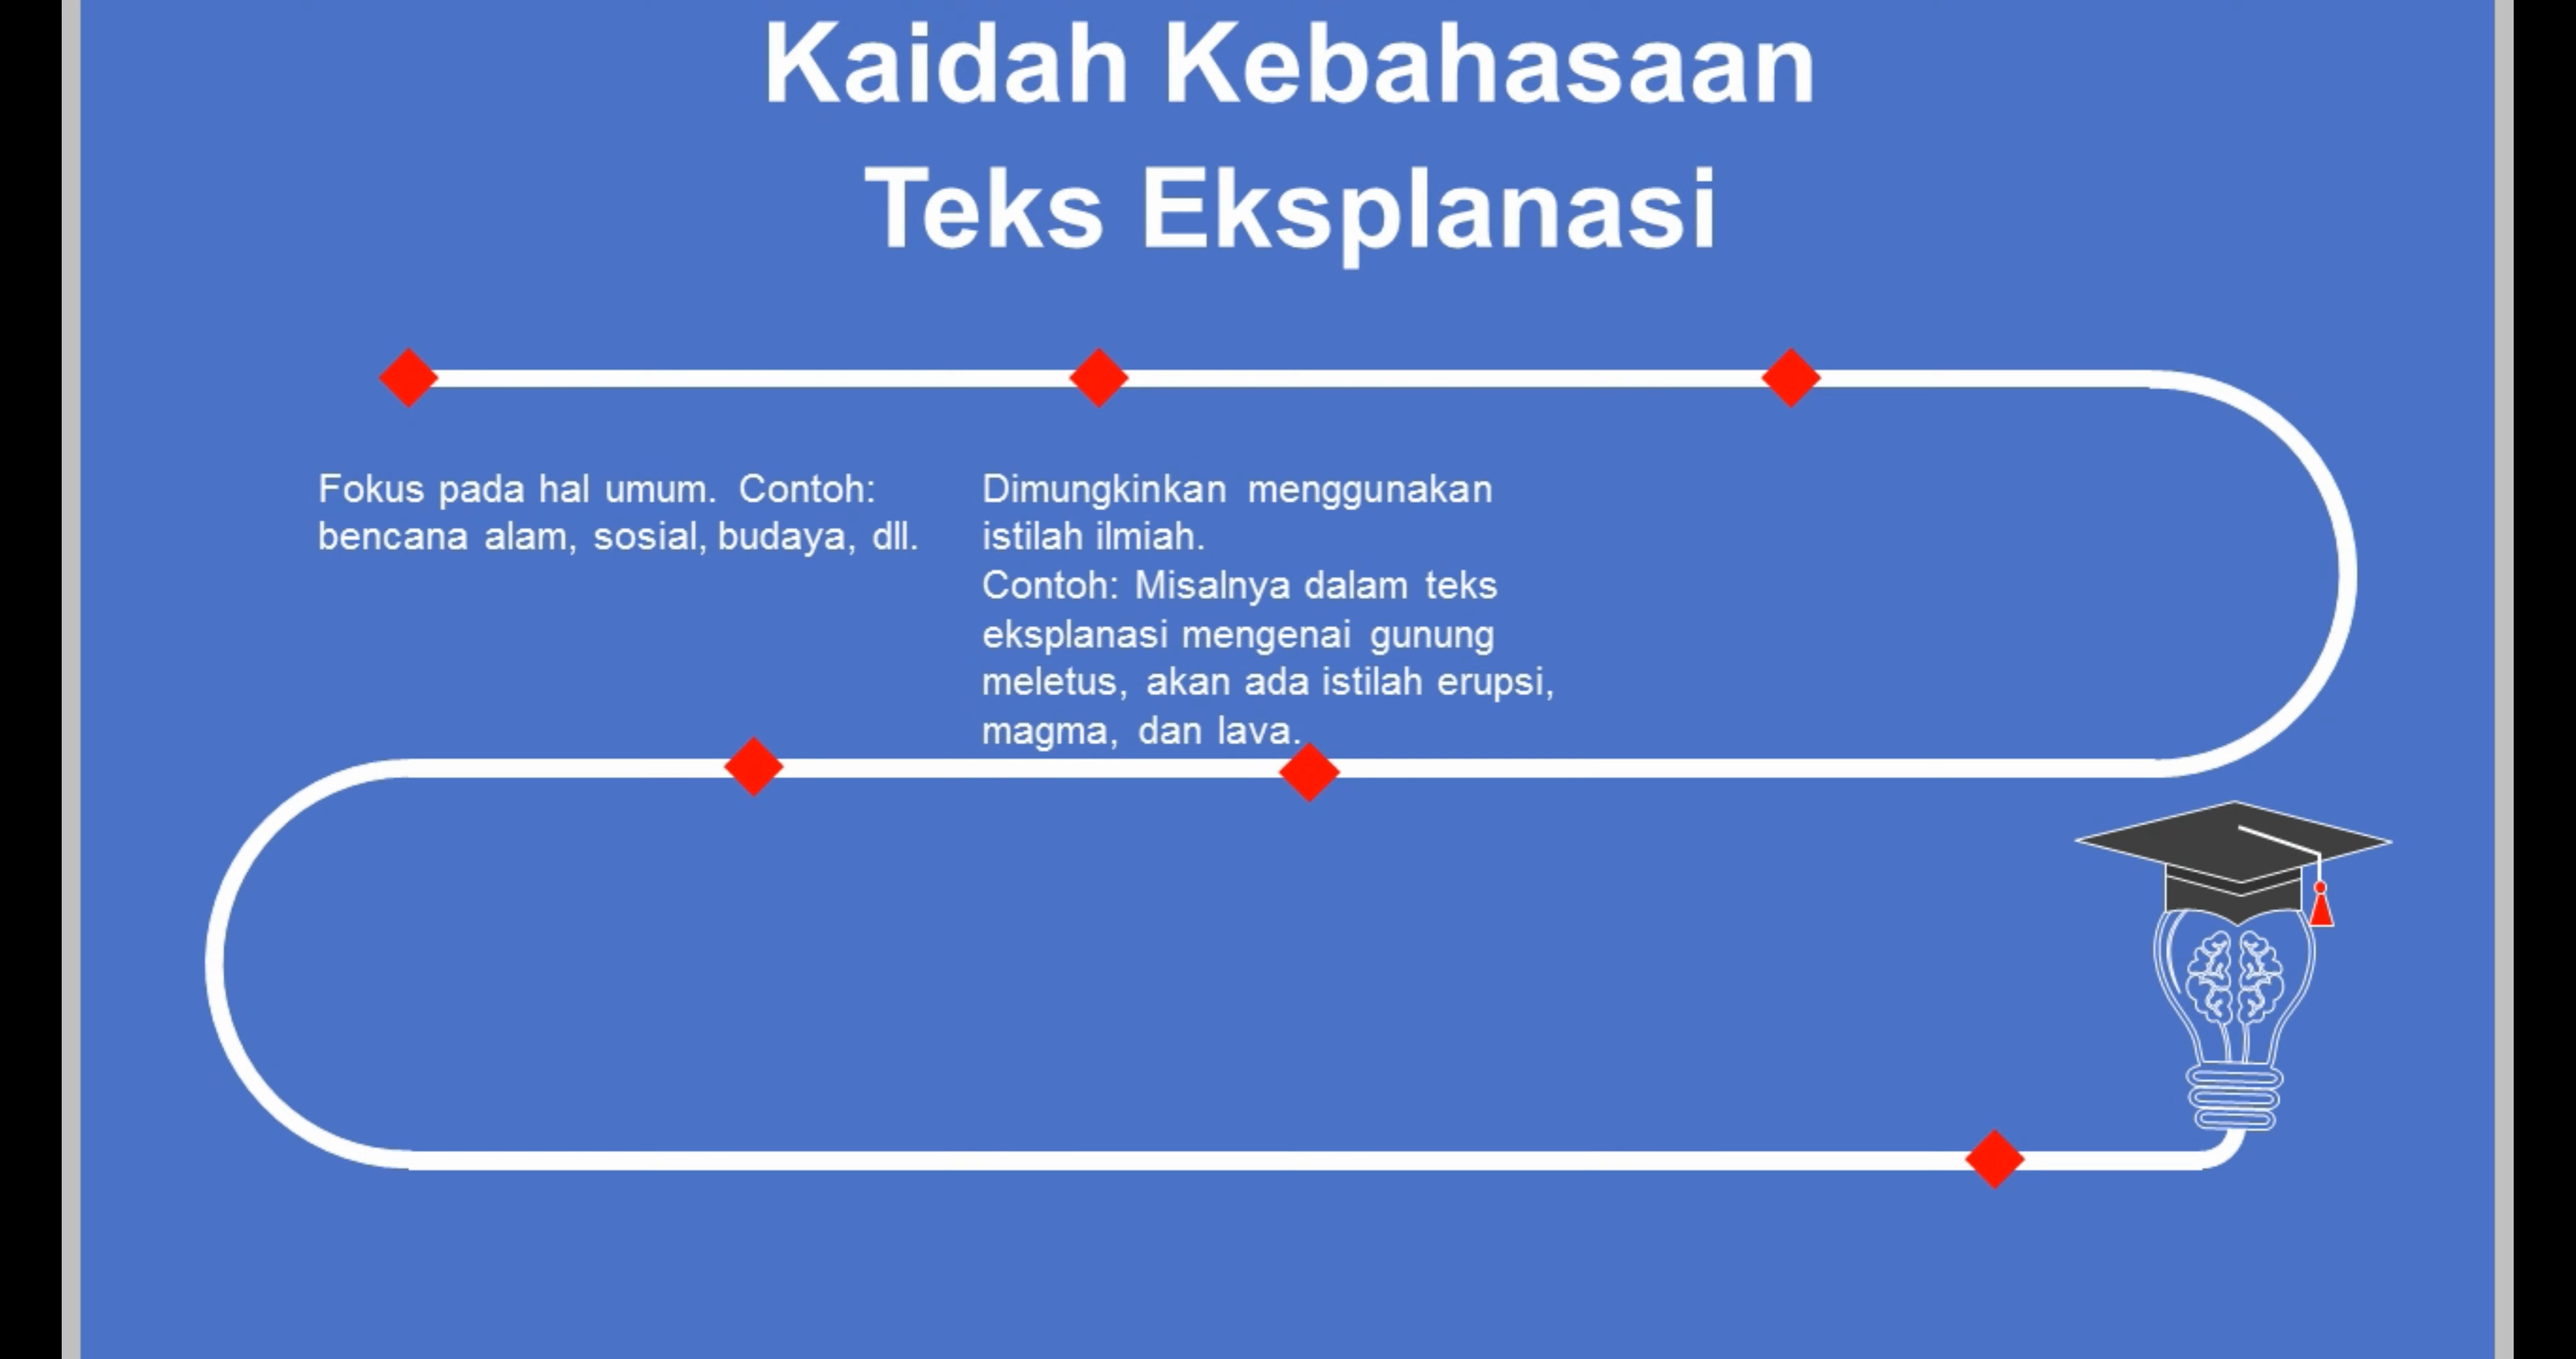 Kaidah Kebahasaan
Teks Eksplanasi
Fokus pada hal umum. Contoh:
bencana alam, sosial, budaya, dll.
Dimungkinkan menggunakan
istilah ilmiah.
Contoh: Misalnya dalam teks
eksplanasi mengenai gunung
meletus, akan ada istilah erupsi,
magma, dan lava.